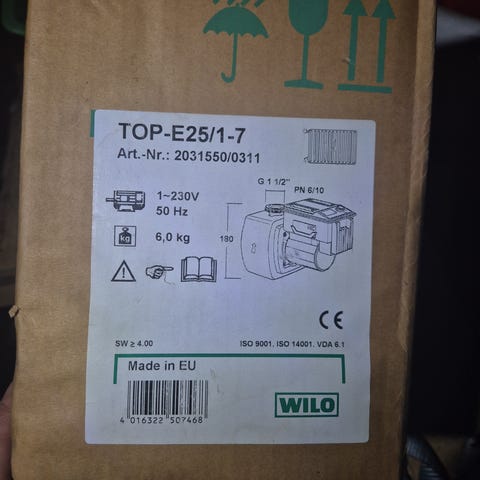 TOP-E25/1-7
Art.-Nr.: 2031550/0311
G 1 1/2"
PN 6/10
1~230V
50 Hz
180
kg
6,0 kg
SW ≥ 4.00
ISO 9001. ISO 14001. VDA 6.1
CE
Made in EU
4 016322 507468
WILO